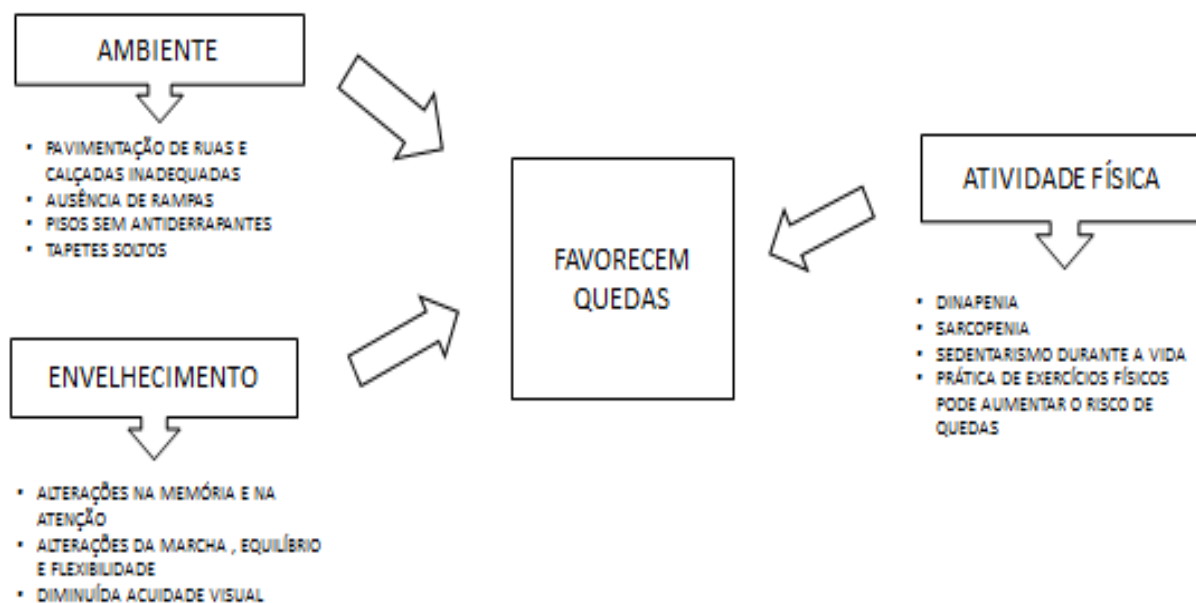 AMBIENTE
• PAVIMENTAÇÃO DE RUAS E
CALÇADAS INADEQUADAS
• AUSÊNCIA DE RAMPAS
• PISOS SEM ANTIDERRAPANTES
• TAPETES SOLTOS
ENVELHECIMENTO
• ALTERAÇÕES NA MEMÓRIA E NA
ATENÇÃO
• ALTERAÇÕES DA MARCHA , EQUILÍBRIO
E FLEXIBILIDADE
• DIMINUÍDA ACUIDADE VISUAL
FAVORECEM
QUEDAS
ATIVIDADE FÍSICA
• DINAPENIA
• SARCOPENIA
• SEDENTARISMO DURANTE A VIDA
• PRÁTICA DE EXERCÍCIOS FÍSICOS
PODE AUMENTAR O RISCO DE
QUEDAS